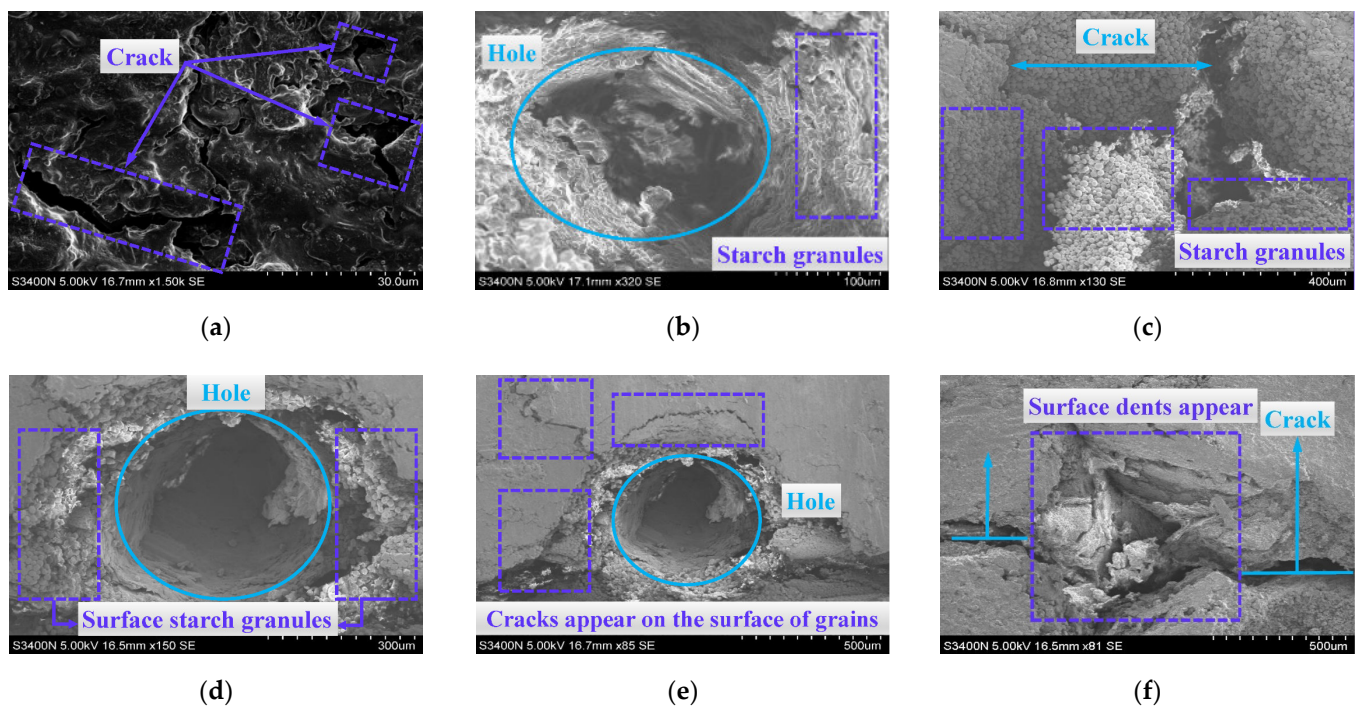 Crack
S3400N 5.00kV 16.7mm x1.50k SE 30.0um
(a)
Hole
Starch granules
S3400N 5.00kV 17.1mm x320 SE 100um
(b)
Crack
Starch granules
S3400N 5.00kV 16.8mm x130 SE 400um
(c)
Hole
Surface starch granules
S3400N 5.00kV 16.5mm x150 SE 300um
(d)
Hole
Cracks appear on the surface of grains
S3400N 5.00kV 16.7mm x85 SE 500um
(e)
Surface dents appear
Crack
S3400N 5.00kV 16.5mm x81 SE 500um
(f)